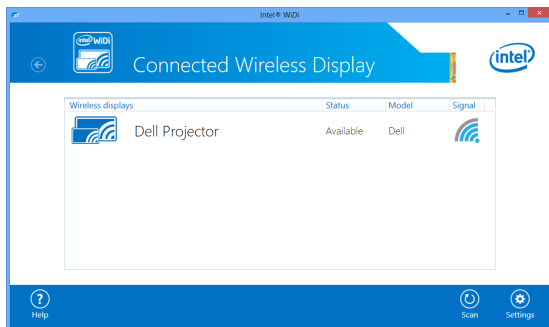 Intel® WiDi
intel WiDi
Connected Wireless Display
intel
Wireless displays Status Model Signal
Dell Projector Available Dell
?
Help Scan Settings